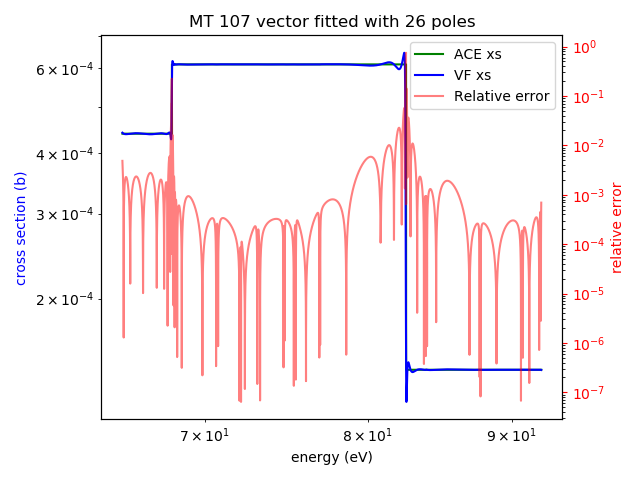 MT 107 vector fitted with 26 poles
ACE xs
VF xs
Relative error
6 × 10⁻⁴
4 × 10⁻⁴
3 × 10⁻⁴
2 × 10⁻⁴
cross section (b)
10⁰
10⁻¹
10⁻²
10⁻³
10⁻⁴
10⁻⁵
10⁻⁶
10⁻⁷
relative error
7 × 10¹ 8 × 10¹ 9 × 10¹
energy (eV)